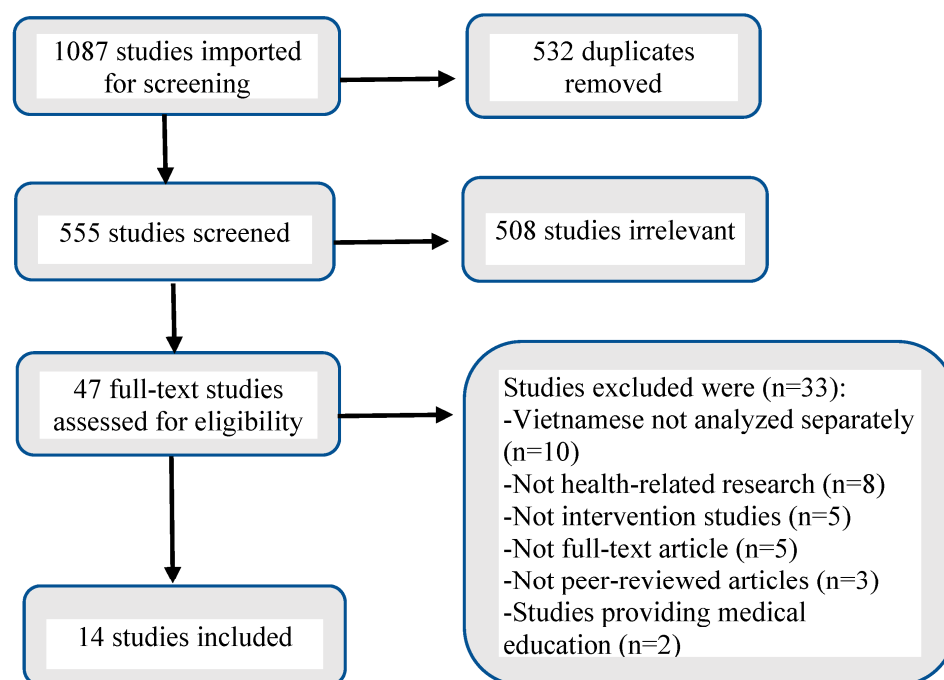 1087 studies imported
for screening
532 duplicates
removed
555 studies screened
508 studies irrelevant
47 full-text studies
assessed for eligibility
Studies excluded were (n=33):
-Vietnamese not analyzed separately
(n=10)
-Not health-related research (n=8)
-Not intervention studies (n=5)
-Not full-text article (n=5)
-Not peer-reviewed articles (n=3)
-Studies providing medical
education (n=2)
14 studies included